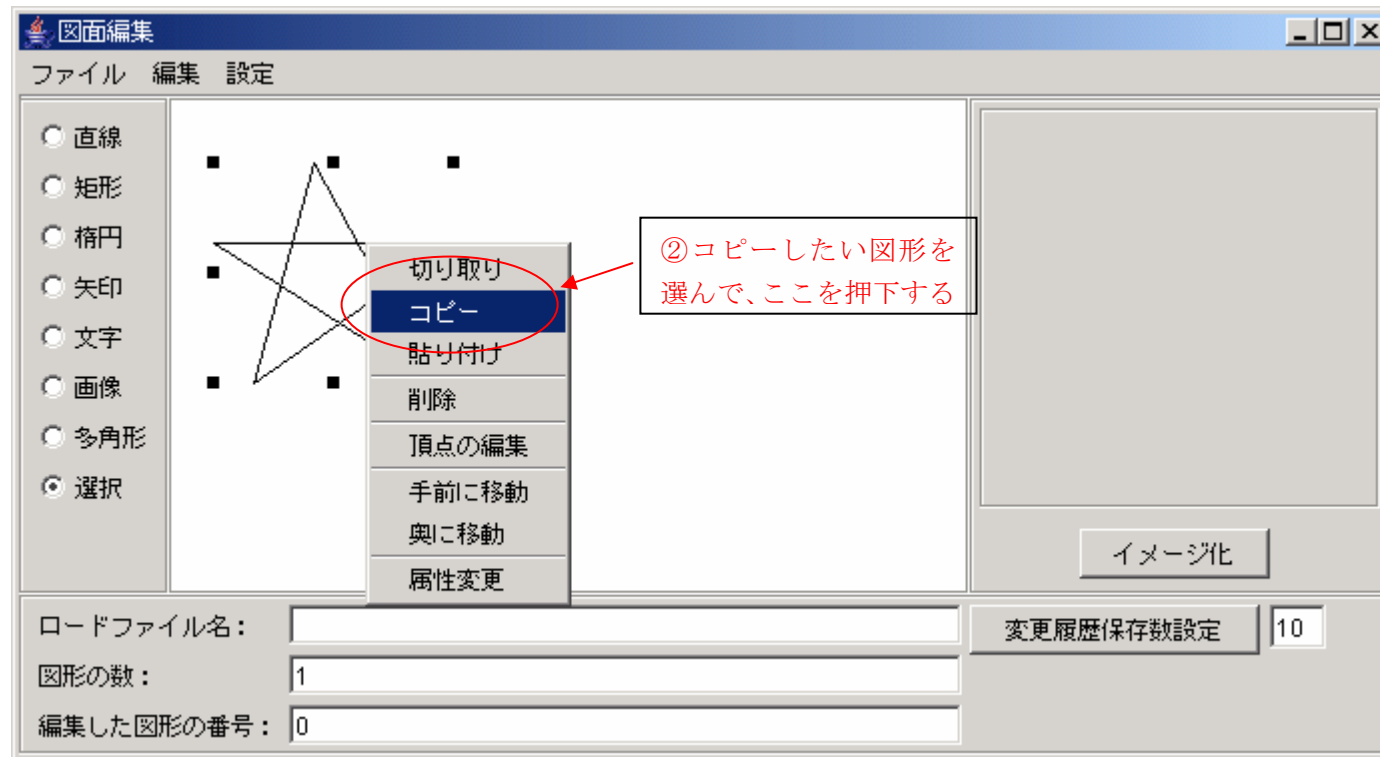 図面編集
ファイル 編集 設定
直線
矩形
楕円
矢印
文字
画像
多角形
選択
切り取り
コピー
貼り付け
削除
頂点の編集
手前に移動
奥に移動
属性変更
②コピーしたい図形を
選んで、ここを押下する
イメージ化
ロードファイル名：
変更履歴保存数設定 10
図形の数： 1
編集した図形の番号： 0